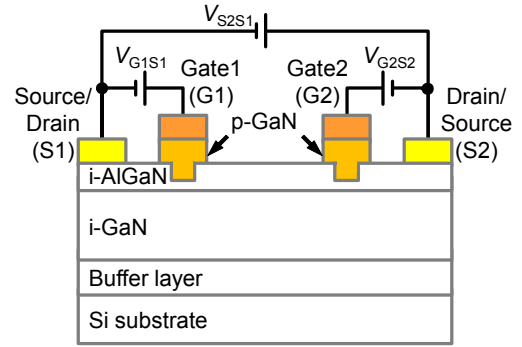 V_S2S1
V_G1S1
Gate1
(G1)
Gate2
(G2)
V_G2S2
Source/
Drain
(S1)
p-GaN
Drain/
Source
(S2)
i-AlGaN
i-GaN
Buffer layer
Si substrate